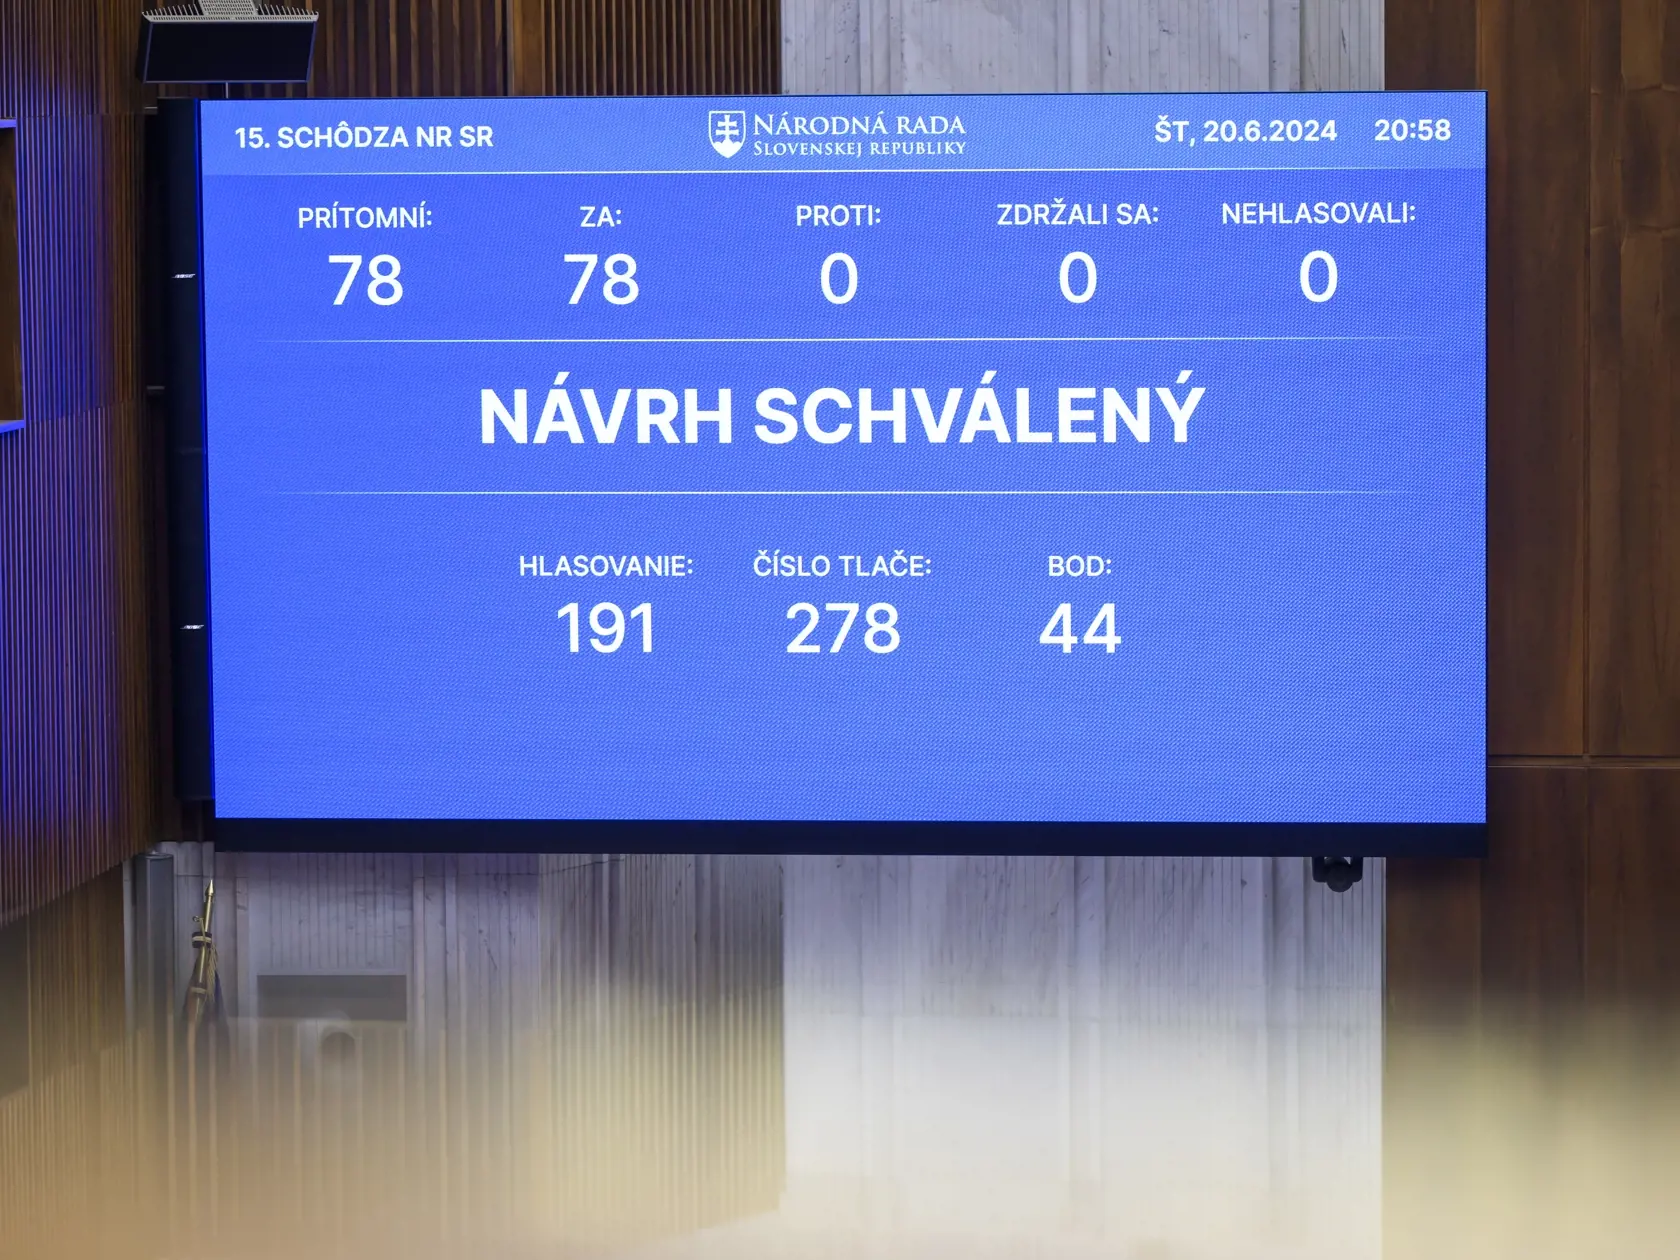 15. SCHÔDZA NR SR
NÁRODNÁ RADA
SLOVENSKEJ REPUBLIKY
ŠT, 20.6.2024 20:58
PRÍTOMNÍ: ZA: PROTI: ZDRŽALI SA: NEHLASOVALI:
78 78 0 0 0
NÁVRH SCHVÁLENÝ
HLASOVANIE: ČÍSLO TLAČE: BOD:
191 278 44